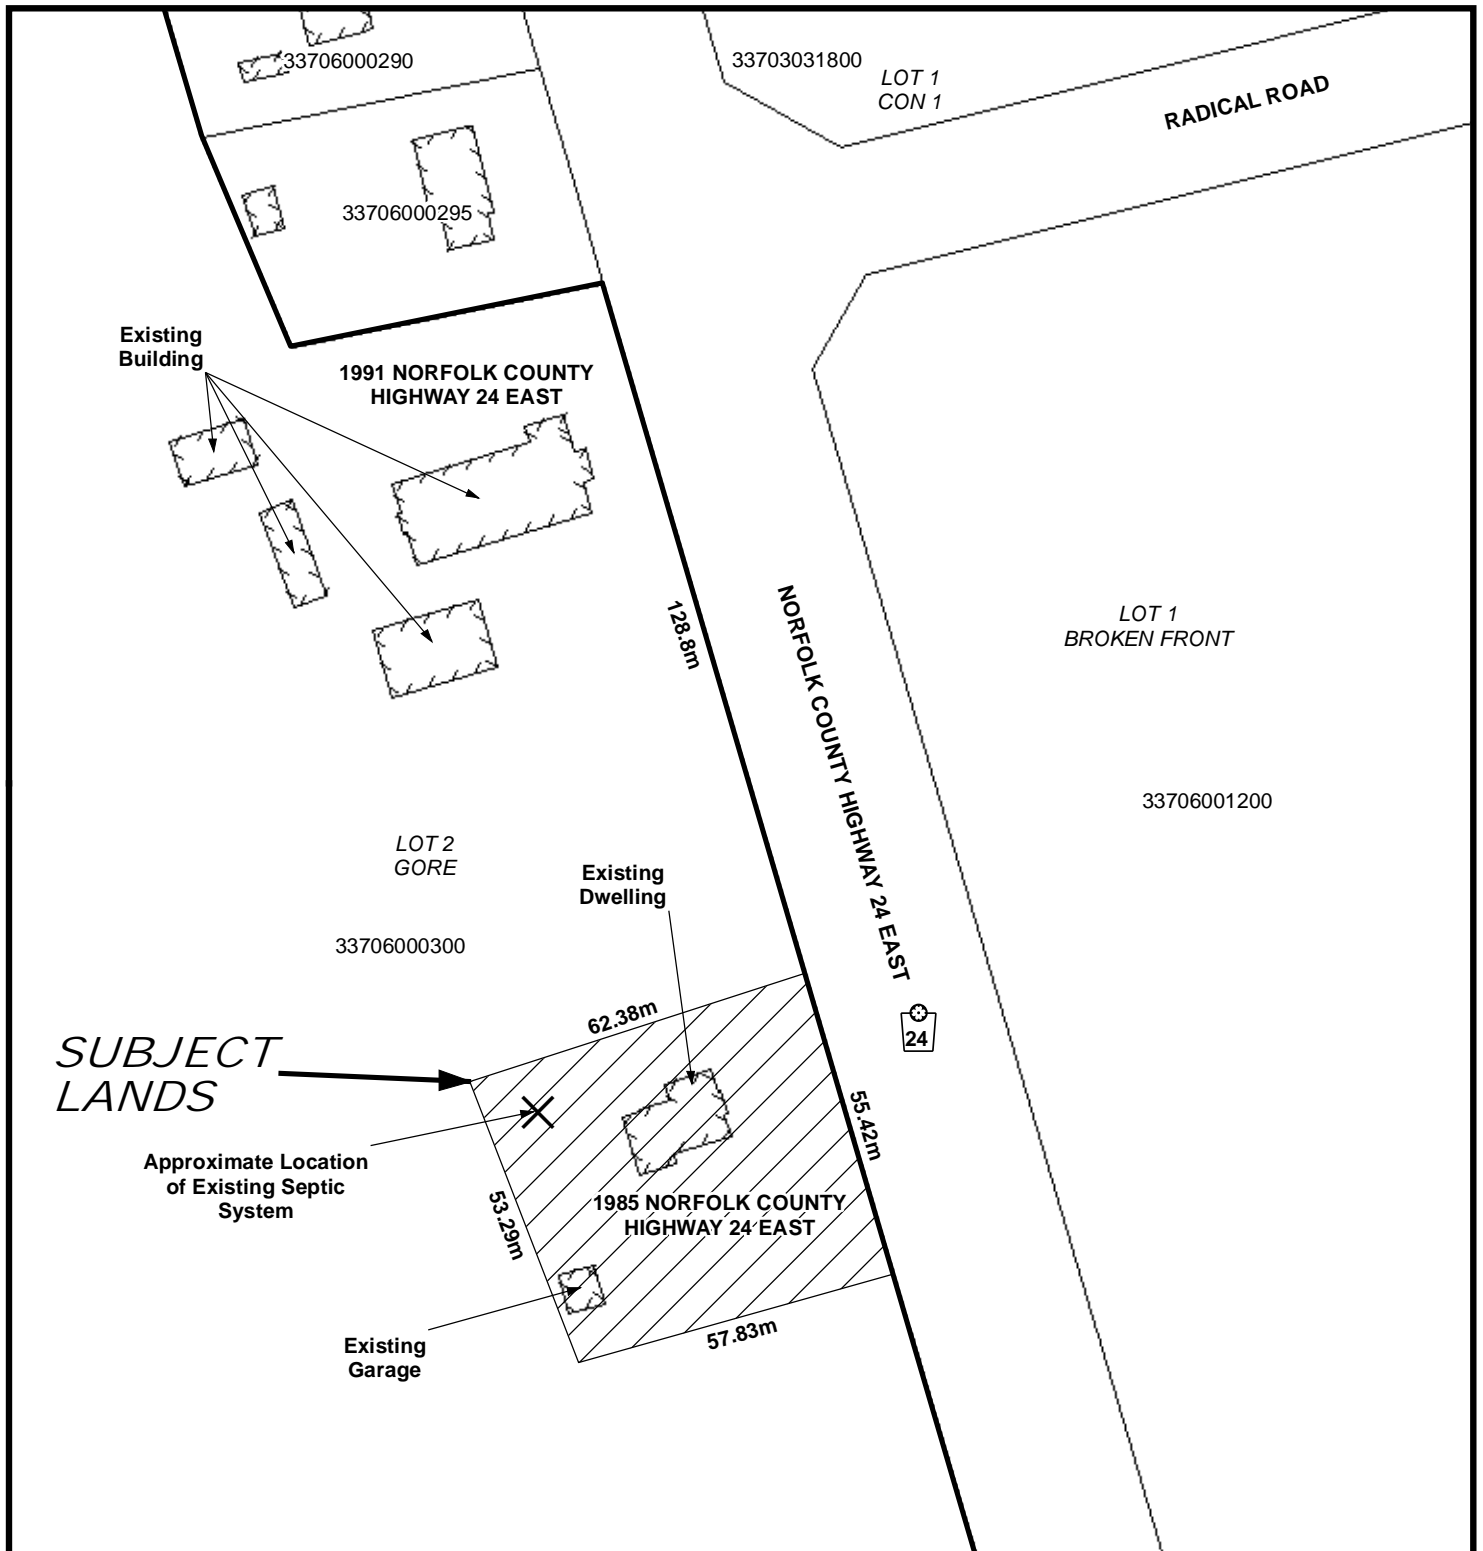 33706000290
33703031800
LOT 1
CON 1
RADICAL ROAD
33706000295
Existing
Building
1991 NORFOLK COUNTY
HIGHWAY 24 EAST
128.8m
NORFOLK COUNTY HIGHWAY 24 EAST
LOT 1
BROKEN FRONT
33706001200
LOT 2
GORE
Existing
Dwelling
33706000300
62.38m
24
SUBJECT
LANDS
55.42m
Approximate Location
of Existing Septic
System
53.29m
1985 NORFOLK COUNTY
HIGHWAY 24 EAST
57.83m
Existing
Garage